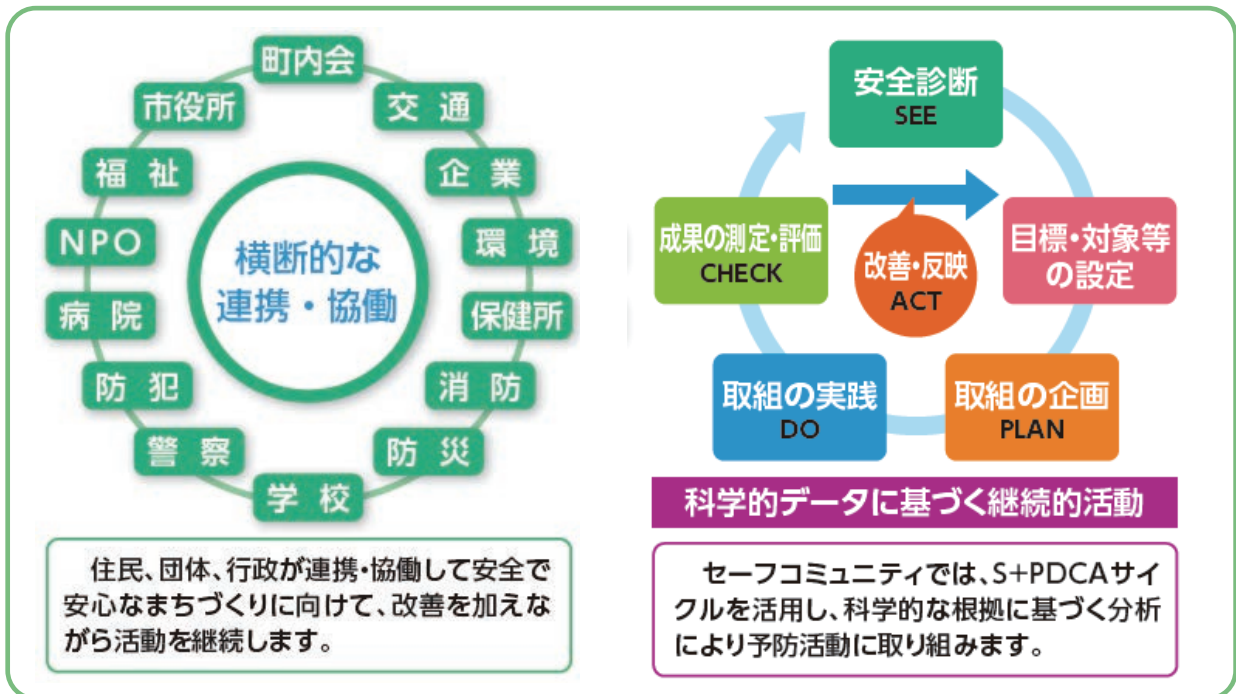 町内会
交通
企業
環境
保健所
消防
防災
学校
警察
防犯
病院
NPO
福祉
市役所
横断的な
連携・協働
住民、団体、行政が連携・協働して安全で
安心なまちづくりに向けて、改善を加えな
がら活動を継続します。
安全診断
SEE
目標・対象等
の設定
取組の企画
PLAN
取組の実践
DO
成果の測定・評価
CHECK
改善・反映
ACT
科学的データに基づく継続的活動
セーフコミュニティでは、S+PDCAサイ
クルを活用し、科学的な根拠に基づく分析
により予防活動に取り組みます。